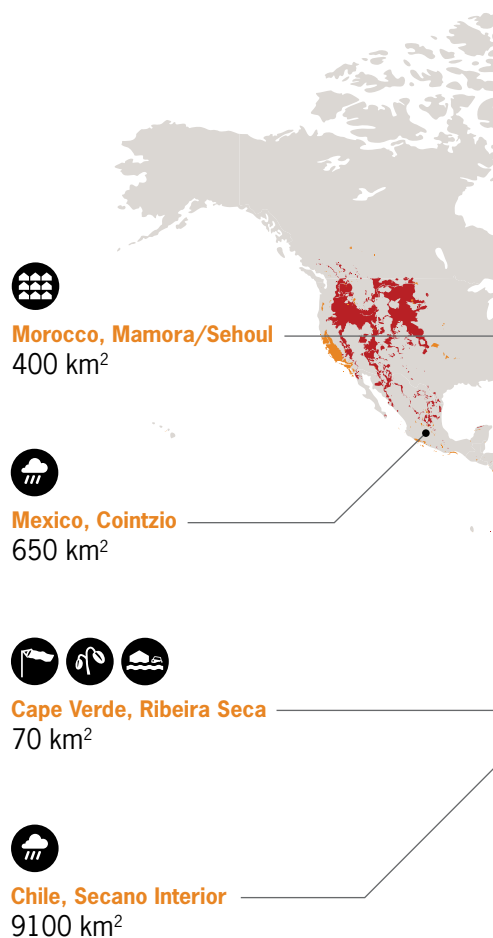 Morocco, Mamora/Sehoul
400 km²
Mexico, Cointzio
650 km²
Cape Verde, Ribeira Seca
70 km²
Chile, Secano Interior
9100 km²